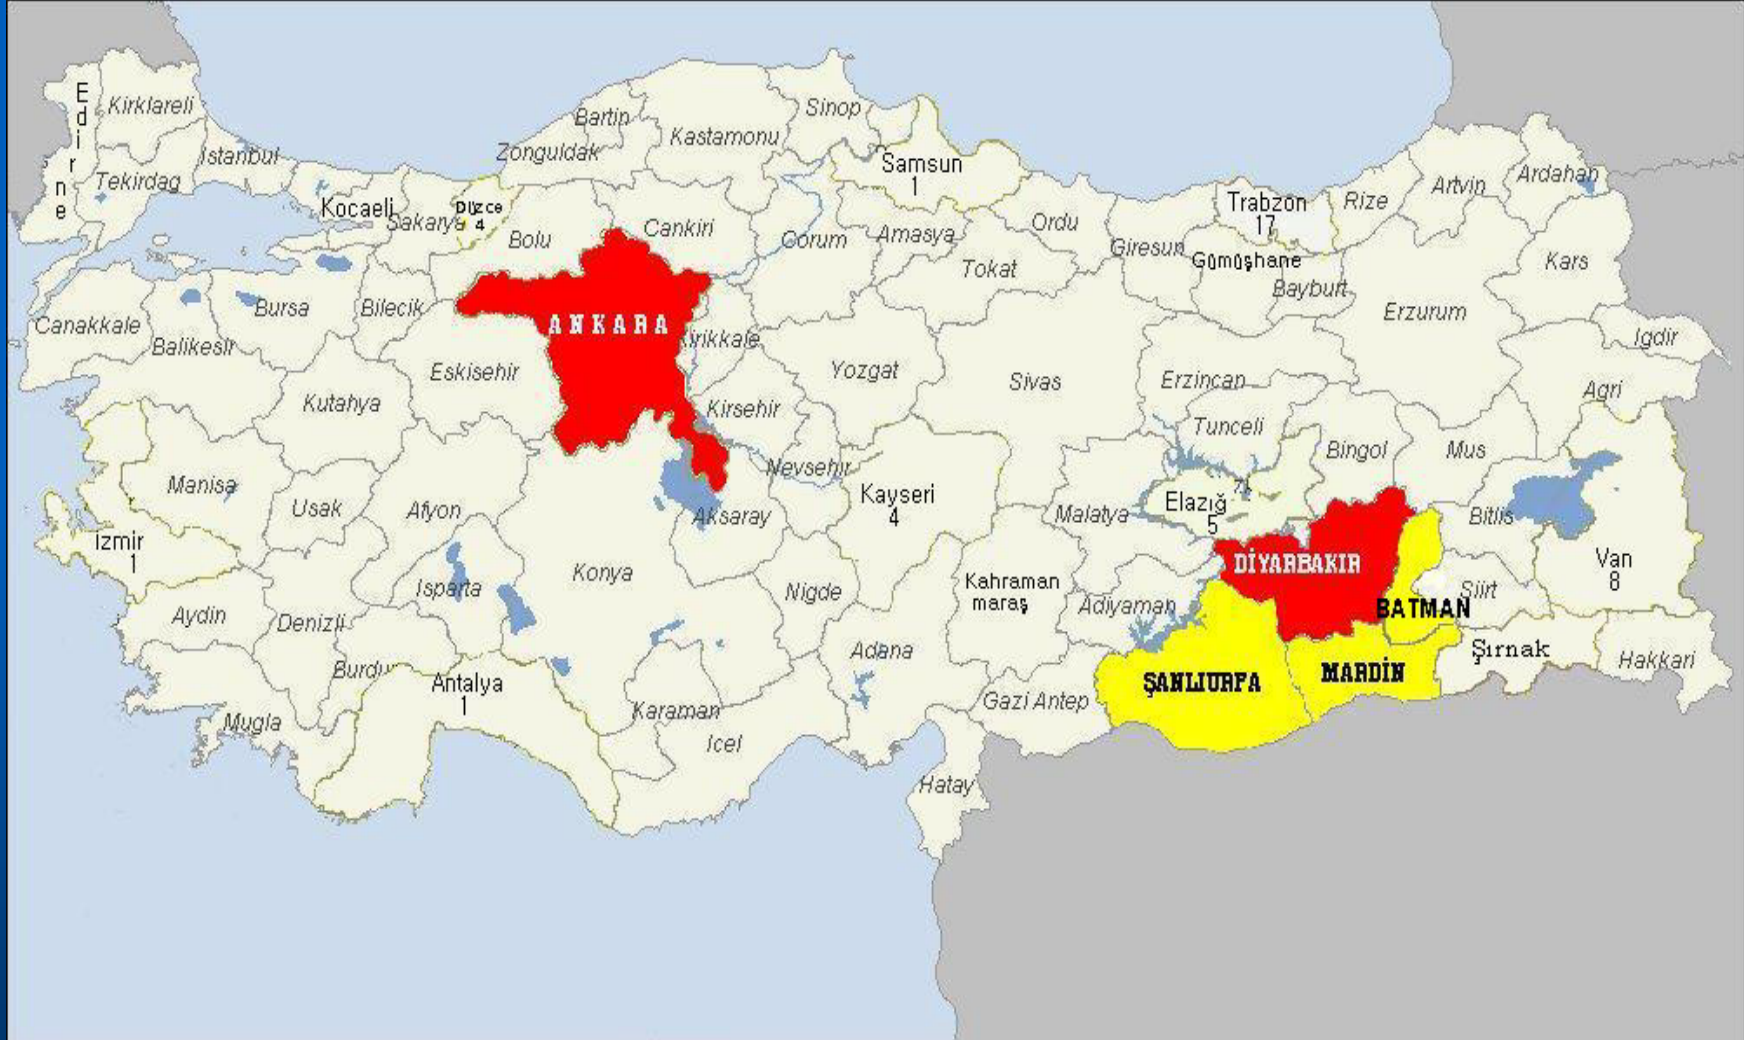 Edirne
Kirklareli
Tekirdag
Istanbul
Kocaeli
Sakarya
Düzce
4
Zonguldak
Bartin
Kastamonu
Sinop
Samsun
1
Bolu
Cankiri
Corum
Amasya
Ordu
Tokat
Giresun
Trabzon
17
Gümüşhane
Bayburt
Rize
Artvin
Ardahan
Kars
Erzurum
Igdir
Agri
Canakkale
Balikesir
Bursa
Bilecik
Eskisehir
Kutahya
ANKARA
Kirikkale
Kirsehir
Yozgat
Sivas
Erzincan
Tunceli
Bingol
Mus
Manisa
Usak
Afyon
Nevsehir
Aksaray
Kayseri
4
Malatya
Elazığ
5
Bitlis
Van
8
izmir
1
Aydin
Denizli
Isparta
Konya
Nigde
Kahraman
maraş
Adiyaman
DİYARBAKIR
BATMAN
Siirt
Şırnak
Hakkari
Mugla
Burdur
Antalya
1
Karaman
Icel
Adana
Gazi Antep
ŞANLIURFA
MARDİN
Hatay